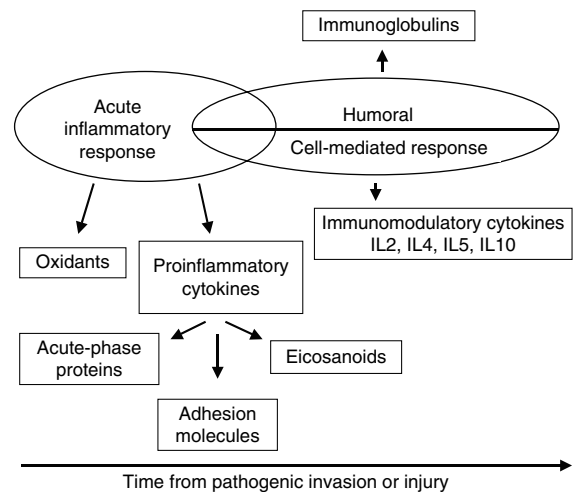 Immunoglobulins
Acute
inflammatory
response
Humoral
Cell-mediated response
Immunomodulatory cytokines
IL2, IL4, IL5, IL10
Oxidants
Proinflammatory
cytokines
Acute-phase
proteins
Eicosanoids
Adhesion
molecules
Time from pathogenic invasion or injury